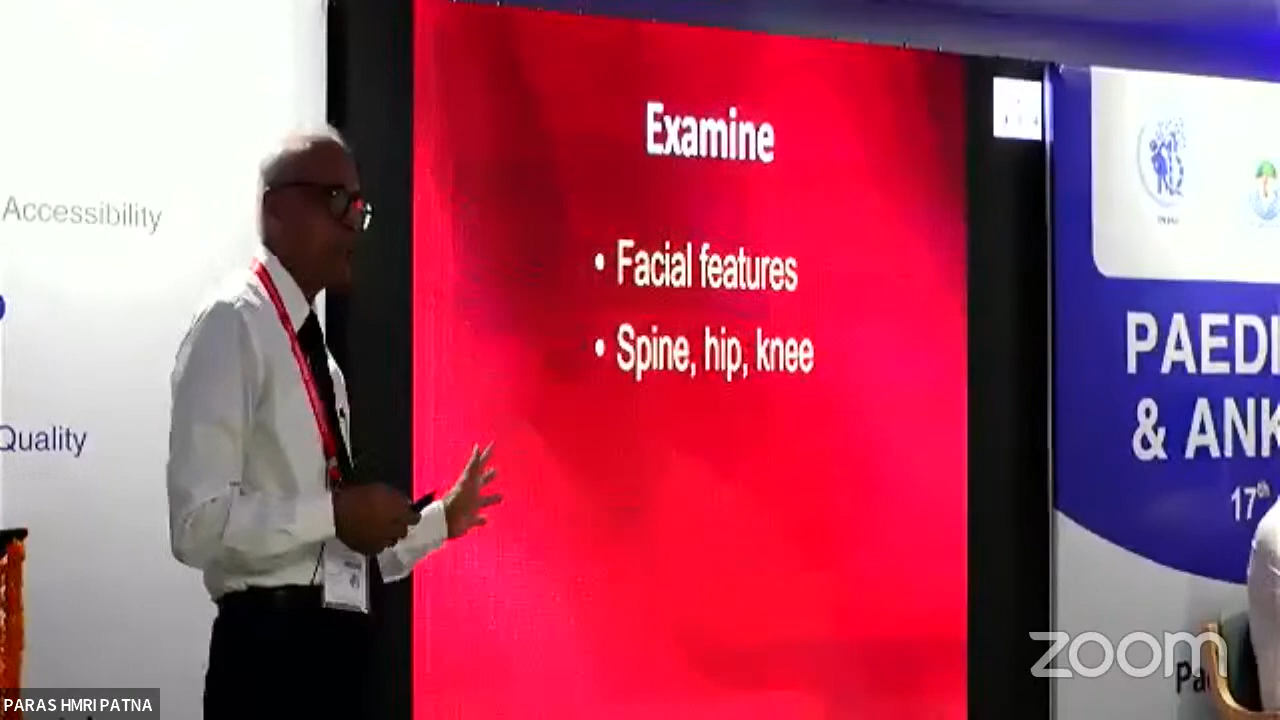 Accessibility
Quality
Examine
• Facial features
• Spine, hip, knee
PAEDI
& ANK
17th
zoom
PARAS HMRI PATNA